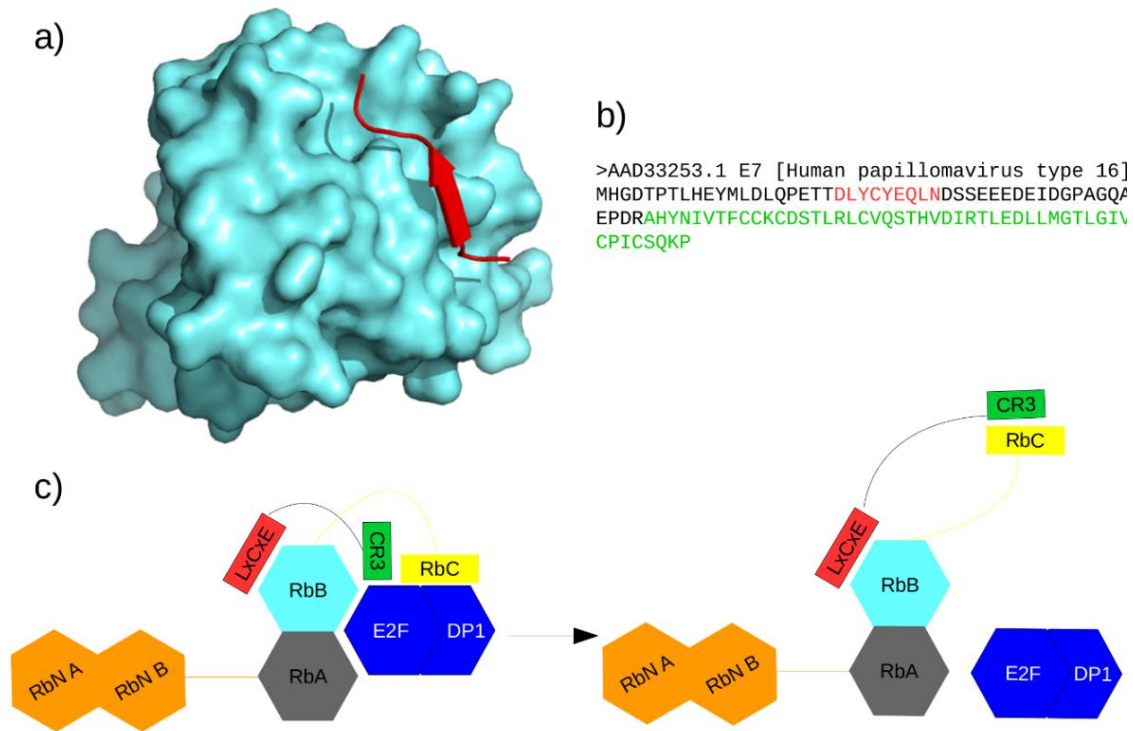 a)
b)
>AAD33253.1 E7 [Human papillomavirus type 16]
MHGDTPTLHEYMLDLQPETTDLYCYEQLNDSSEEEDEIDGPAGQA
EPDRAHYNIVTFCCKCDSTLRLCVQSTHVDIRTLEDLLMGTLGIV
CPICSQKP
c)
LxCxE
CR3
RbC
RbB
E2F
DP1
RbN A
RbN B
RbA
CR3
RbC
LxCxE
RbB
RbN A
RbN B
RbA
E2F
DP1